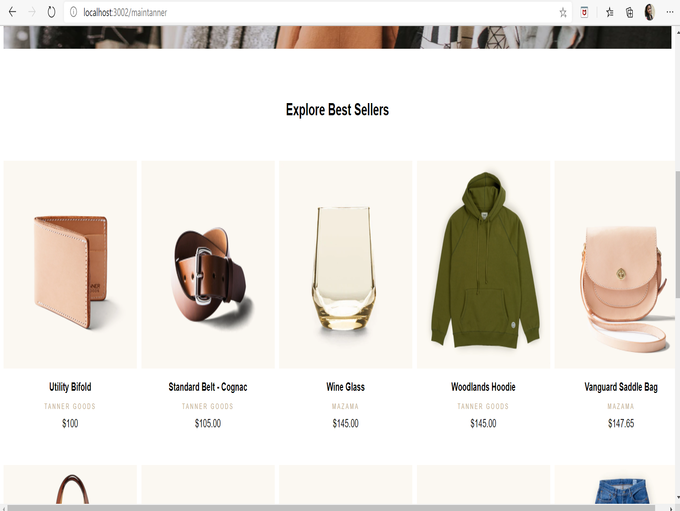 localhost:3002/maintanner
Explore Best Sellers
Utility Bifold
TANNER GOODS
$100
Standard Belt - Cognac
TANNER GOODS
$105.00
Wine Glass
MAZAMA
$145.00
Woodlands Hoodie
TANNER GOODS
$145.00
Vanguard Saddle Bag
MAZAMA
$147.65